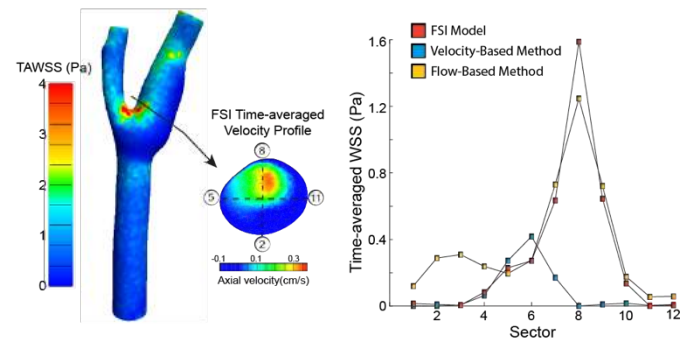 TAWSS (Pa)
4
3
2
1
0
FSI Time-averaged
Velocity Profile
8
5
11
2
-0.1 0.1 0.3
Axial velocity(cm/s)
FSI Model
Velocity-Based Method
Flow-Based Method
Time-averaged WSS (Pa)
1.6
1.2
0.8
0.4
0
2 4 6 8 10 12
Sector